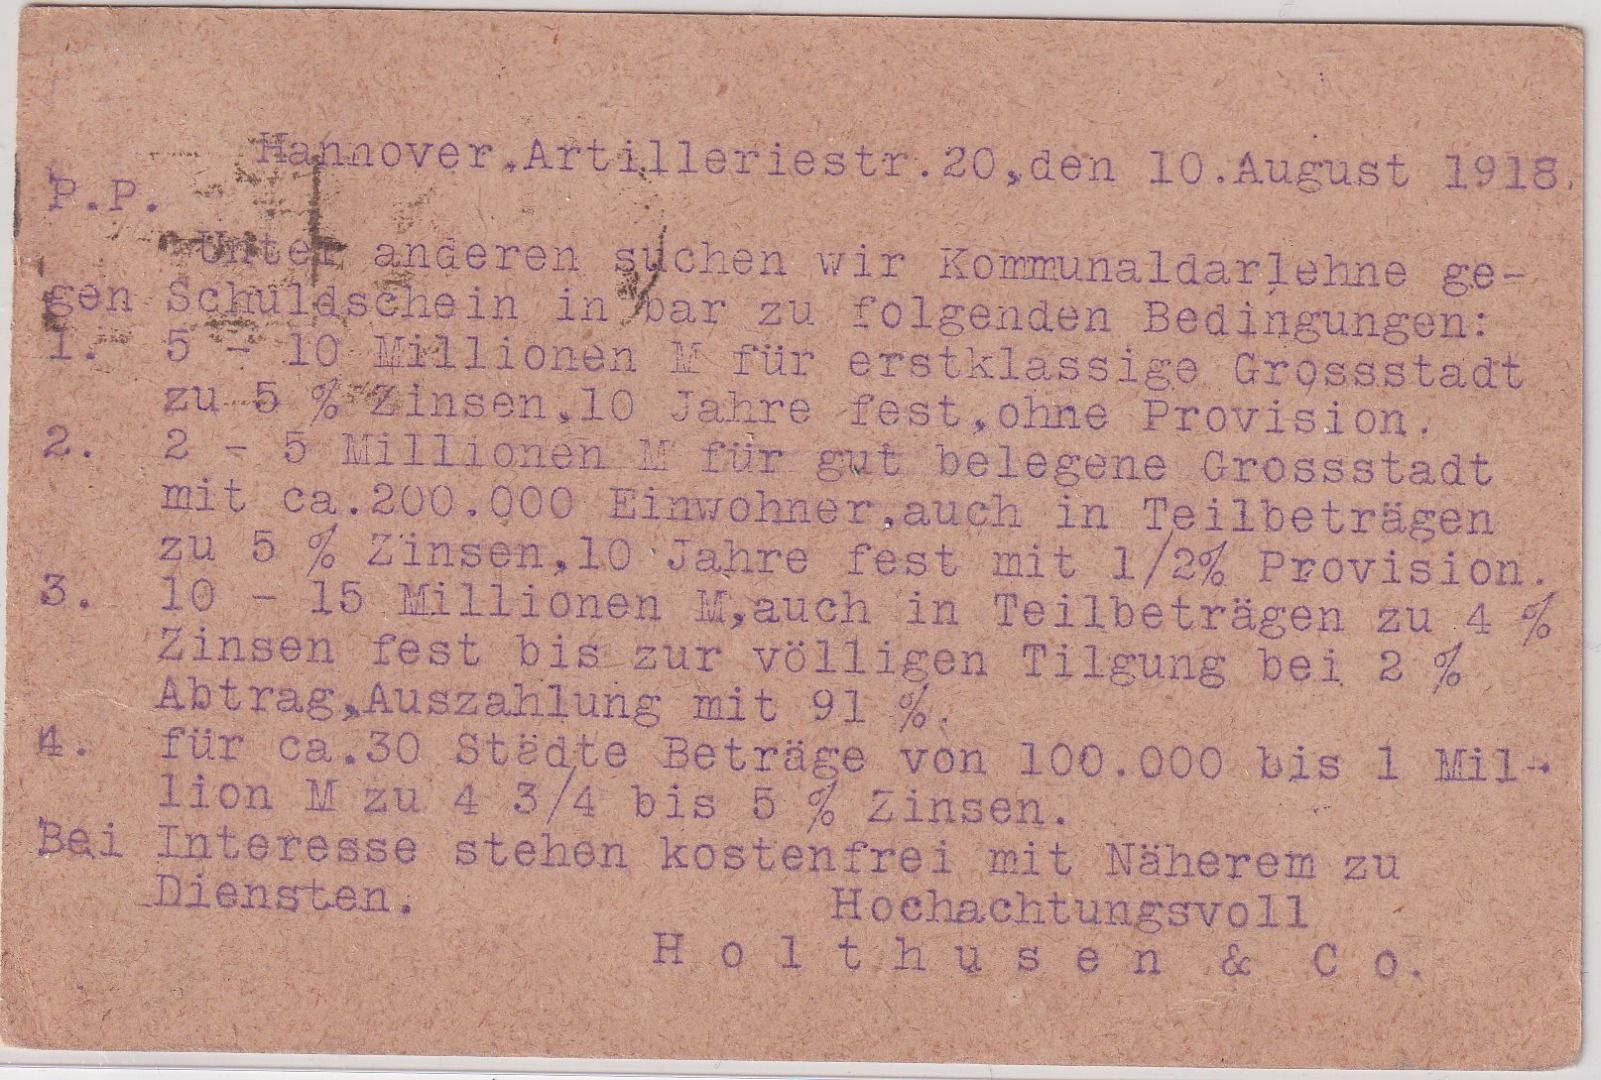 Hannover,Artilleriestr.20,den 10.August 1918.
P.P.
Unter anderen suchen wir Kommunaldarlehne ge-
gen Schuldschein in bar zu folgenden Bedingungen:
1. 5 - 10 Millionen M für erstklassige Grossstadt
zu 5 % Zinsen,10 Jahre fest,ohne Provision.
2. 2 - 5 Millionen M für gut belegene Grossstadt
mit ca.200.000 Einwohner,auch in Teilbeträgen
zu 5 % Zinsen,10 Jahre fest mit 1/2% Provision.
3. 10 - 15 Millionen M,auch in Teilbeträgen zu 4 %
Zinsen fest bis zur völligen Tilgung bei 2 %
Abtrag,Auszahlung mit 91 %.
4. für ca.30 Städte Beträge von 100.000 bis 1 Mil-
lion M zu 4 3/4 bis 5 % Zinsen.
Bei Interesse stehen kostenfrei mit Näherem zu
Diensten. Hochachtungsvoll
H o l t h u s e n & C o.